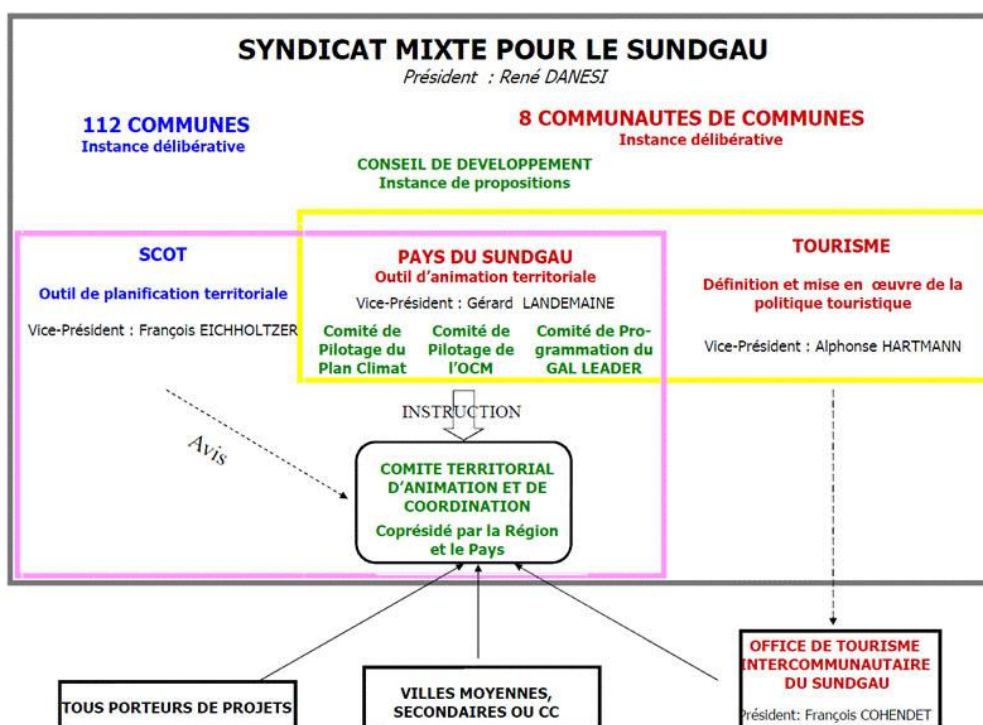 SYNDICAT MIXTE POUR LE SUNDGAU
Président : René DANESI
112 COMMUNES
Instance délibérative
8 COMMUNAUTES DE COMMUNES
Instance délibérative
CONSEIL DE DEVELOPPEMENT
Instance de propositions
SCOT
Outil de planification territoriale
Vice-Président : François EICHHOLTZER
PAYS DU SUNDGAU
Outil d'animation territoriale
Vice-Président : Gérard LANDEMAINE
Comité de
Pilotage du
Plan Climat
Comité de
Pilotage de
l'OCM
Comité de Pro-
grammation du
GAL LEADER
TOURISME
Définition et mise en œuvre de la
politique touristique
Vice-Président : Alphonse HARTMANN
INSTRUCTION
Avis
COMITE TERRITORIAL
D'ANIMATION ET DE
COORDINATION
Coprésidé par la Région
et le Pays
TOUS PORTEURS DE PROJETS
VILLES MOYENNES,
SECONDAIRES OU CC
OFFICE DE TOURISME
INTERCOMMUNAUTAIRE
DU SUNDGAU
Président: François COHENDET